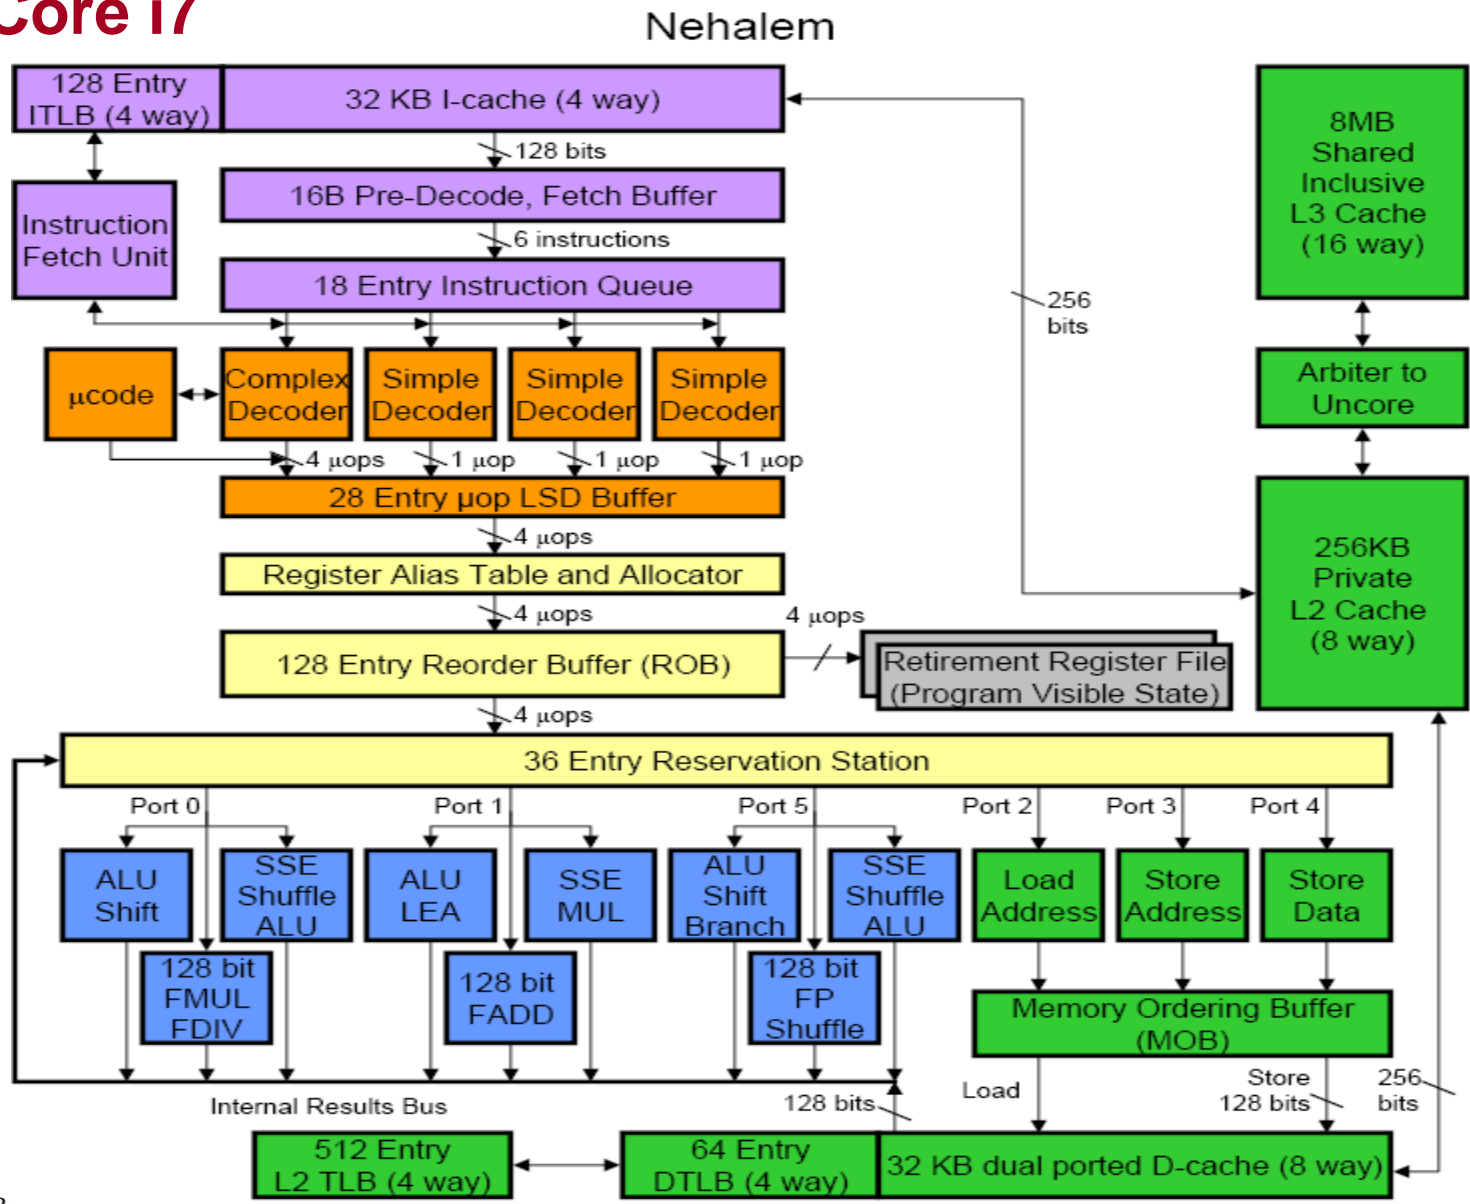 Core i7
Nehalem
128 Entry
ITLB (4 way)
32 KB I-cache (4 way)
128 bits
16B Pre-Decode, Fetch Buffer
Instruction
Fetch Unit
6 instructions
18 Entry Instruction Queue
8MB
Shared
Inclusive
L3 Cache
(16 way)
256
bits
μcode
Complex
Decoder
Simple
Decoder
Simple
Decoder
Simple
Decoder
Arbiter to
Uncore
4 μops
1 μop
1 μop
1 μop
28 Entry μop LSD Buffer
4 μops
Register Alias Table and Allocator
4 μops
256KB
Private
L2 Cache
(8 way)
128 Entry Reorder Buffer (ROB)
4 μops
Retirement Register File
(Program Visible State)
4 μops
36 Entry Reservation Station
Port 0
Port 1
Port 5
Port 2
Port 3
Port 4
ALU
Shift
SSE
Shuffle
ALU
ALU
LEA
SSE
MUL
ALU
Shift
Branch
SSE
Shuffle
ALU
Load
Address
Store
Address
Store
Data
128 bit
FMUL
FDIV
128 bit
FADD
128 bit
FP
Shuffle
Memory Ordering Buffer
(MOB)
Internal Results Bus
128 bits
Load
Store
128 bits
256
bits
512 Entry
L2 TLB (4 way)
64 Entry
DTLB (4 way)
32 KB dual ported D-cache (8 way)